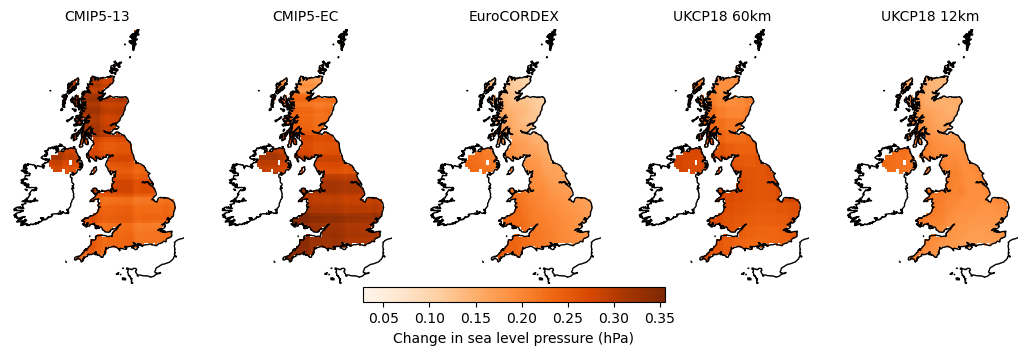 CMIP5-13 CMIP5-EC EuroCORDEX UKCP18 60km UKCP18 12km
0.05 0.10 0.15 0.20 0.25 0.30 0.35
Change in sea level pressure (hPa)